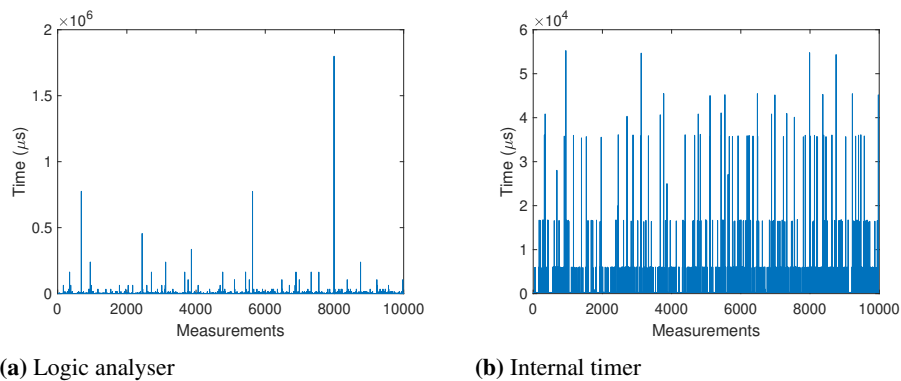 ×10^6
2
1.5
1
0.5
0
Time (μs)
0 2000 4000 6000 8000 10000
Measurements
(a) Logic analyser
×10^4
6
5
4
3
2
1
0
Time (μs)
0 2000 4000 6000 8000 10000
Measurements
(b) Internal timer